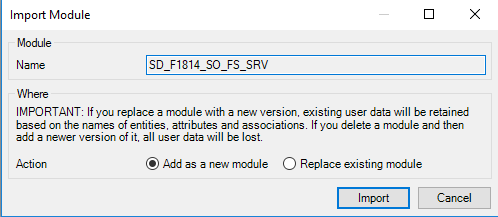 Import Module
Module
Name SD_F1814_SO_FS_SRV
Where
IMPORTANT: If you replace a module with a new version, existing user data will be retained
based on the names of entities, attributes and associations. If you delete a module and then
add a newer version of it, all user data will be lost.
Action Add as a new module Replace existing module
Import Cancel